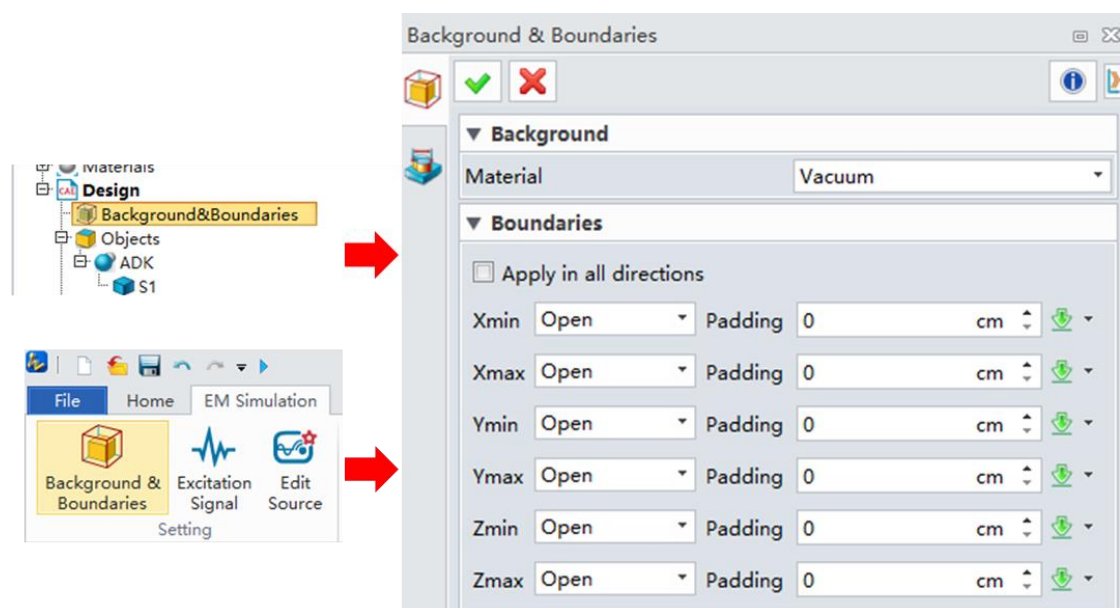 Materials
CAL Design
Background&Boundaries
Objects
ADK
S1
File Home EM Simulation
Background & Boundaries
Excitation Signal
Edit Source
Setting
Background & Boundaries
Background
Material Vacuum
Boundaries
Apply in all directions
Xmin Open Padding 0 cm
Xmax Open Padding 0 cm
Ymin Open Padding 0 cm
Ymax Open Padding 0 cm
Zmin Open Padding 0 cm
Zmax Open Padding 0 cm